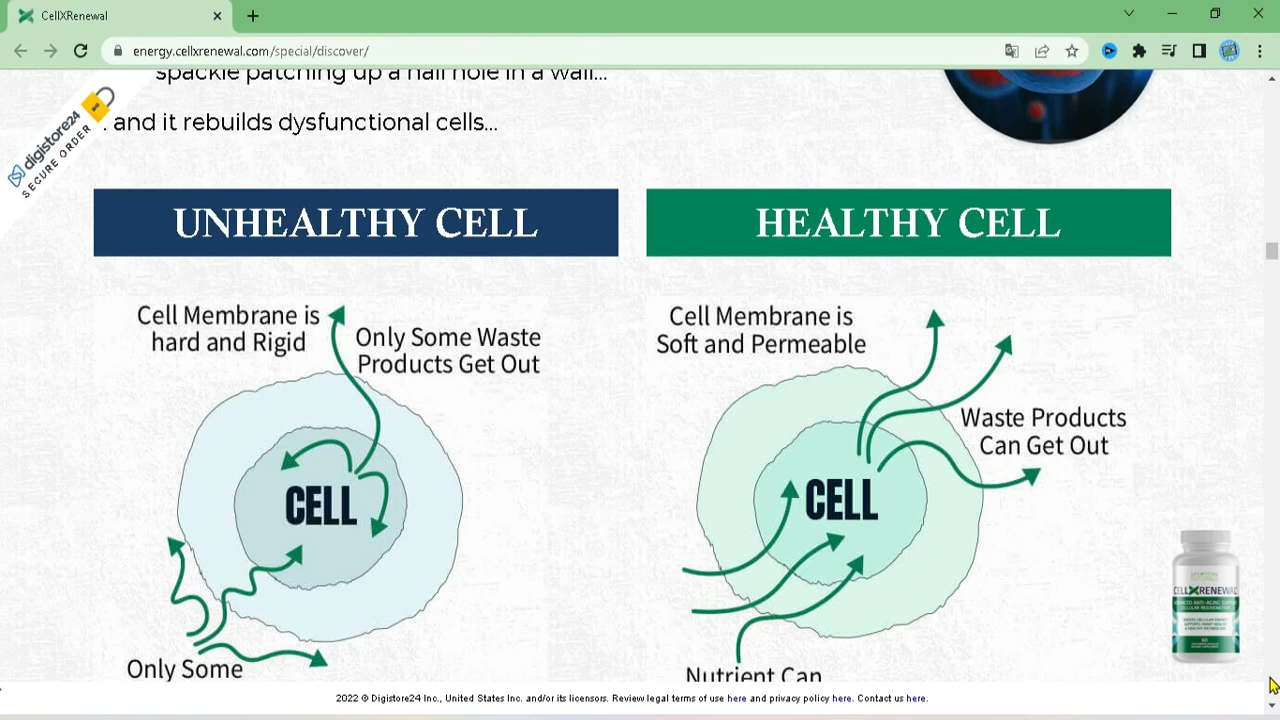 CellXRenewal
energy.cellxrenewal.com/special/discover/
spackle patching up a nail hole in a wall...
. and it rebuilds dysfunctional cells...
digistore24
SECURE ORDER
UNHEALTHY CELL
HEALTHY CELL
Cell Membrane is
hard and Rigid
Only Some Waste
Products Get Out
CELL
Only Some
Cell Membrane is
Soft and Permeable
Waste Products
Can Get Out
CELL
Nutrient Can
CELLXRENEWAL
2022 © Digistore24 Inc., United States Inc. and/or its licensors. Review legal terms of use here and privacy policy here. Contact us here.